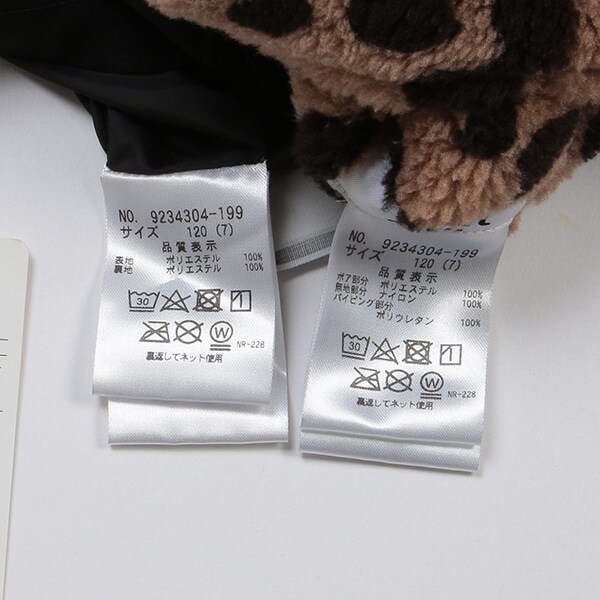 NO. 9234304-199
サイズ 120 (7)
品質表示
表地 ポリエステル 100%
裏地 ポリエステル 100%
30
W
NR-228
裏返してネット使用
NO. 9234304-199
サイズ 120 (7)
品質表示
ボア部分 ポリエステル 100%
無地部分 ナイロン 100%
パイピング部分
ポリウレタン 100%
30
W
NR-228
裏返してネット使用